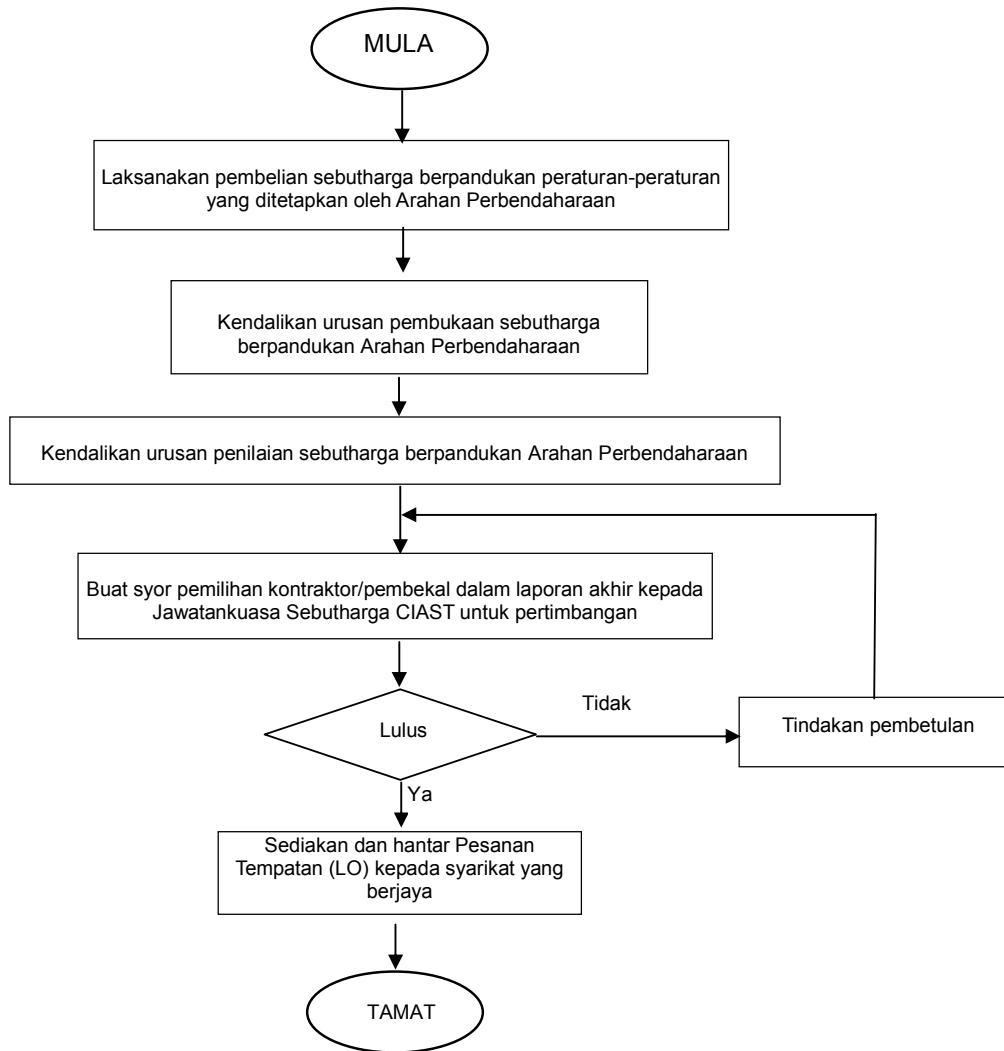 MULA
Laksanakan pembelian sebutharga berpandukan peraturan-peraturan
yang ditetapkan oleh Arahan Perbendaharaan
Kendalikan urusan pembukaan sebutharga
berpandukan Arahan Perbendaharaan
Kendalikan urusan penilaian sebutharga berpandukan Arahan Perbendaharaan
Buat syor pemilihan kontraktor/pembekal dalam laporan akhir kepada
Jawatankuasa Sebutharga CIAST untuk pertimbangan
Lulus
Tidak
Tindakan pembetulan
Ya
Sediakan dan hantar Pesanan
Tempatan (LO) kepada syarikat yang
berjaya
TAMAT